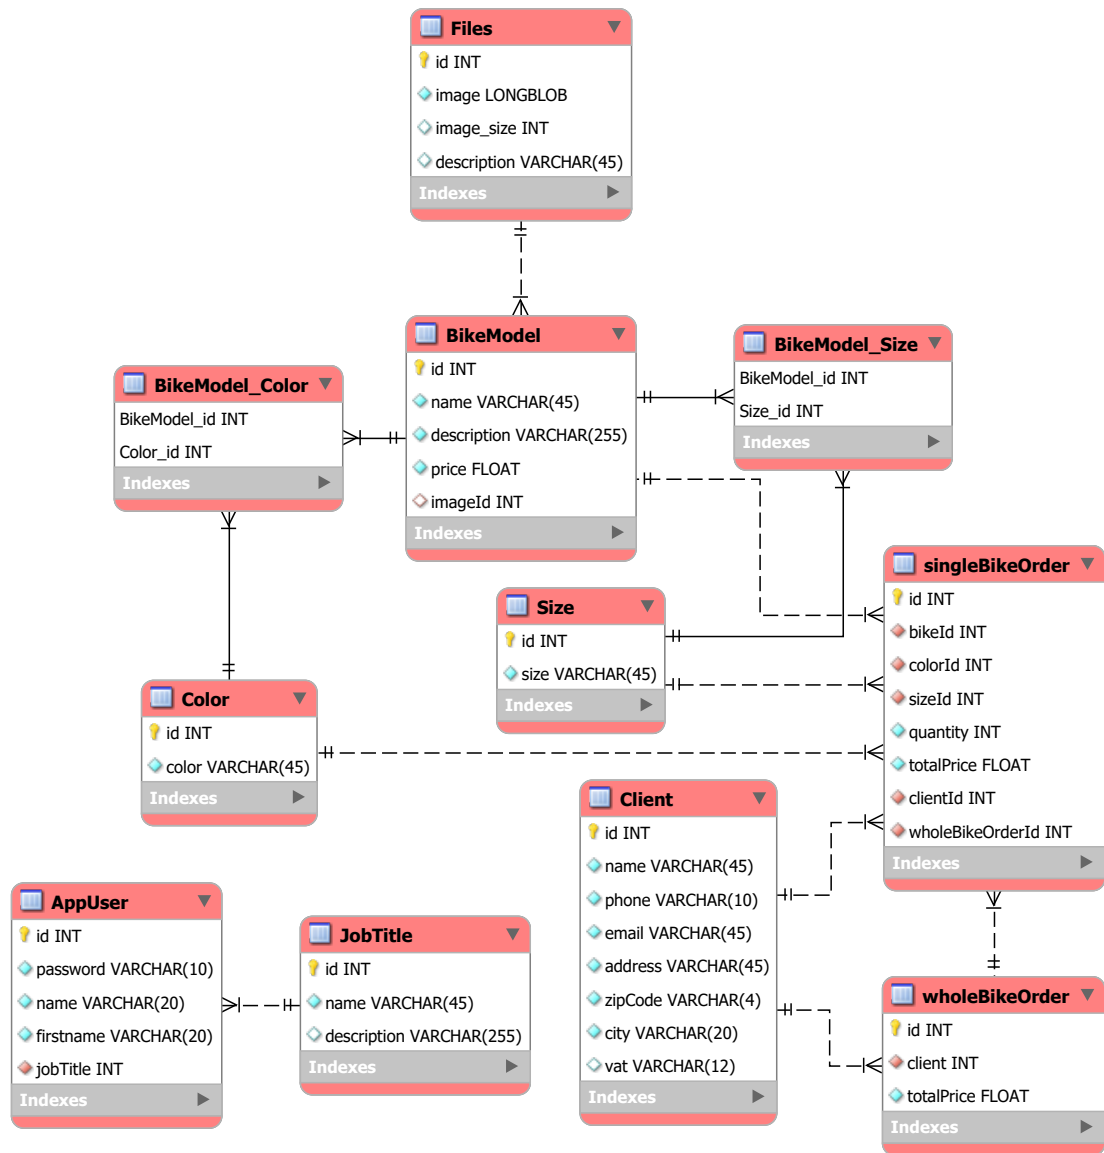 Files
id INT
image LONGBLOB
image_size INT
description VARCHAR(45)
Indexes
BikeModel
id INT
name VARCHAR(45)
description VARCHAR(255)
price FLOAT
imageId INT
Indexes
BikeModel_Size
BikeModel_id INT
Size_id INT
Indexes
BikeModel_Color
BikeModel_id INT
Color_id INT
Indexes
singleBikeOrder
id INT
bikeId INT
colorId INT
sizeId INT
quantity INT
totalPrice FLOAT
clientId INT
wholeBikeOrderId INT
Indexes
Size
id INT
size VARCHAR(45)
Indexes
Color
id INT
color VARCHAR(45)
Indexes
Client
id INT
name VARCHAR(45)
phone VARCHAR(10)
email VARCHAR(45)
address VARCHAR(45)
zipCode VARCHAR(4)
city VARCHAR(20)
vat VARCHAR(12)
Indexes
AppUser
id INT
password VARCHAR(10)
name VARCHAR(20)
firstname VARCHAR(20)
jobTitle INT
Indexes
JobTitle
id INT
name VARCHAR(45)
description VARCHAR(255)
Indexes
wholeBikeOrder
id INT
client INT
totalPrice FLOAT
Indexes